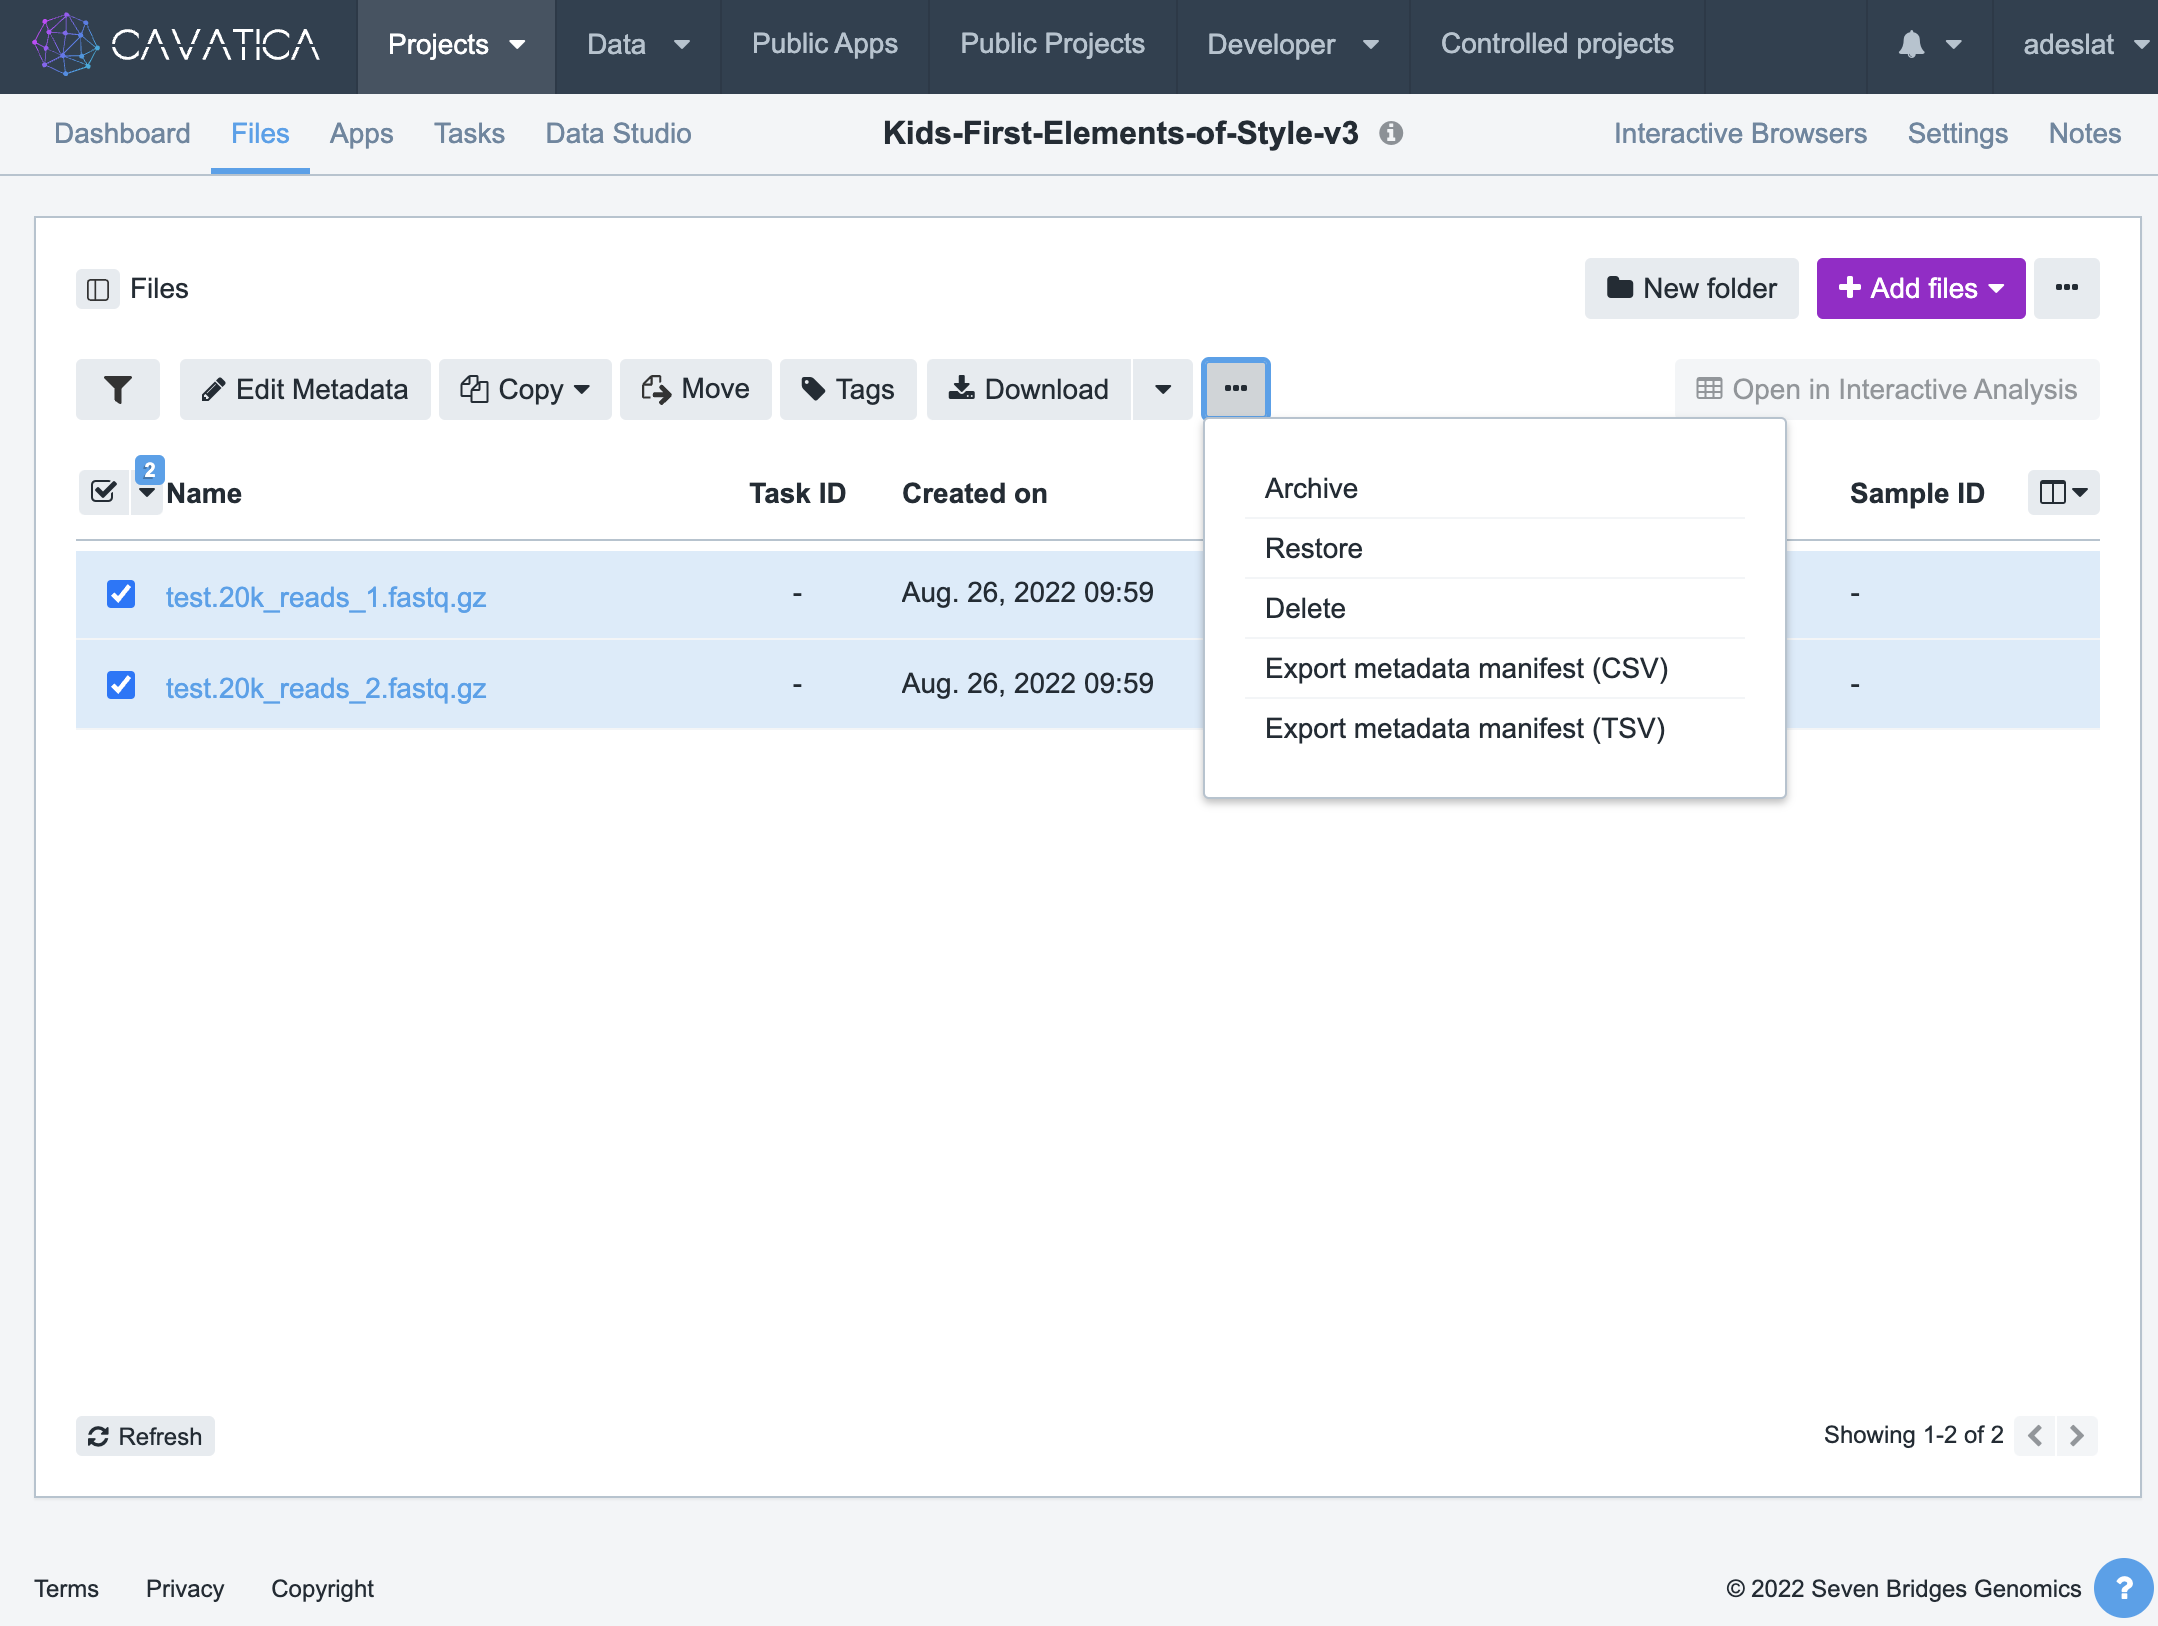 CAVATICA Projects Data Public Apps Public Projects Developer Controlled projects adeslat
Dashboard Files Apps Tasks Data Studio Kids-First-Elements-of-Style-v3 Interactive Browsers Settings Notes
Files New folder Add files
Edit Metadata Copy Move Tags Download Open in Interactive Analysis
2
Name Task ID Created on Sample ID
Archive
Restore
Delete
Export metadata manifest (CSV)
Export metadata manifest (TSV)
test.20k_reads_1.fastq.gz - Aug. 26, 2022 09:59 -
test.20k_reads_2.fastq.gz - Aug. 26, 2022 09:59 -
Refresh Showing 1-2 of 2
Terms Privacy Copyright © 2022 Seven Bridges Genomics ?